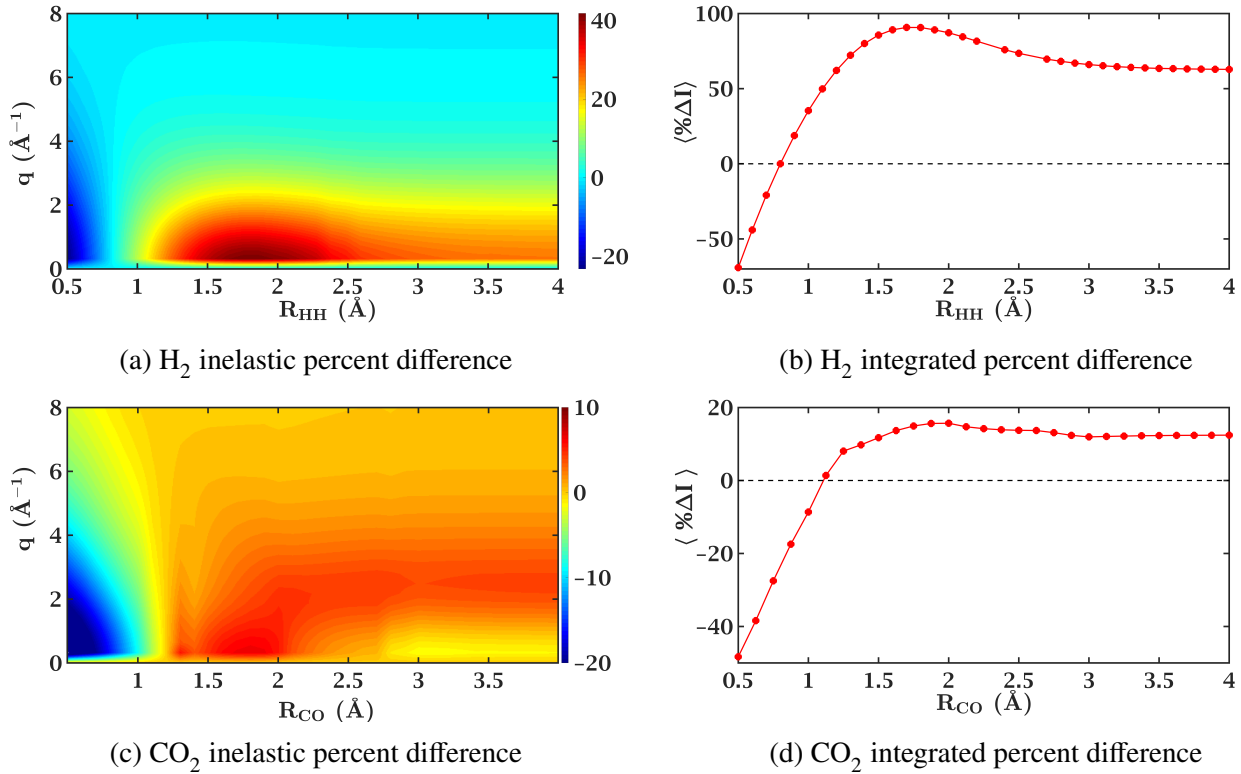 8
6
4
2
0
q (Å⁻¹)
0.5 1 1.5 2 2.5 3 3.5 4
R_HH (Å)
40
20
0
−20
(a) H₂ inelastic percent difference
100
50
0
−50
⟨%ΔI⟩
0.5 1 1.5 2 2.5 3 3.5 4
R_HH (Å)
(b) H₂ integrated percent difference
8
6
4
2
0
q (Å⁻¹)
1 1.5 2 2.5 3 3.5
R_CO (Å)
10
0
−10
−20
(c) CO₂ inelastic percent difference
20
0
−20
−40
⟨ %ΔI ⟩
0.5 1 1.5 2 2.5 3 3.5 4
R_CO (Å)
(d) CO₂ integrated percent difference